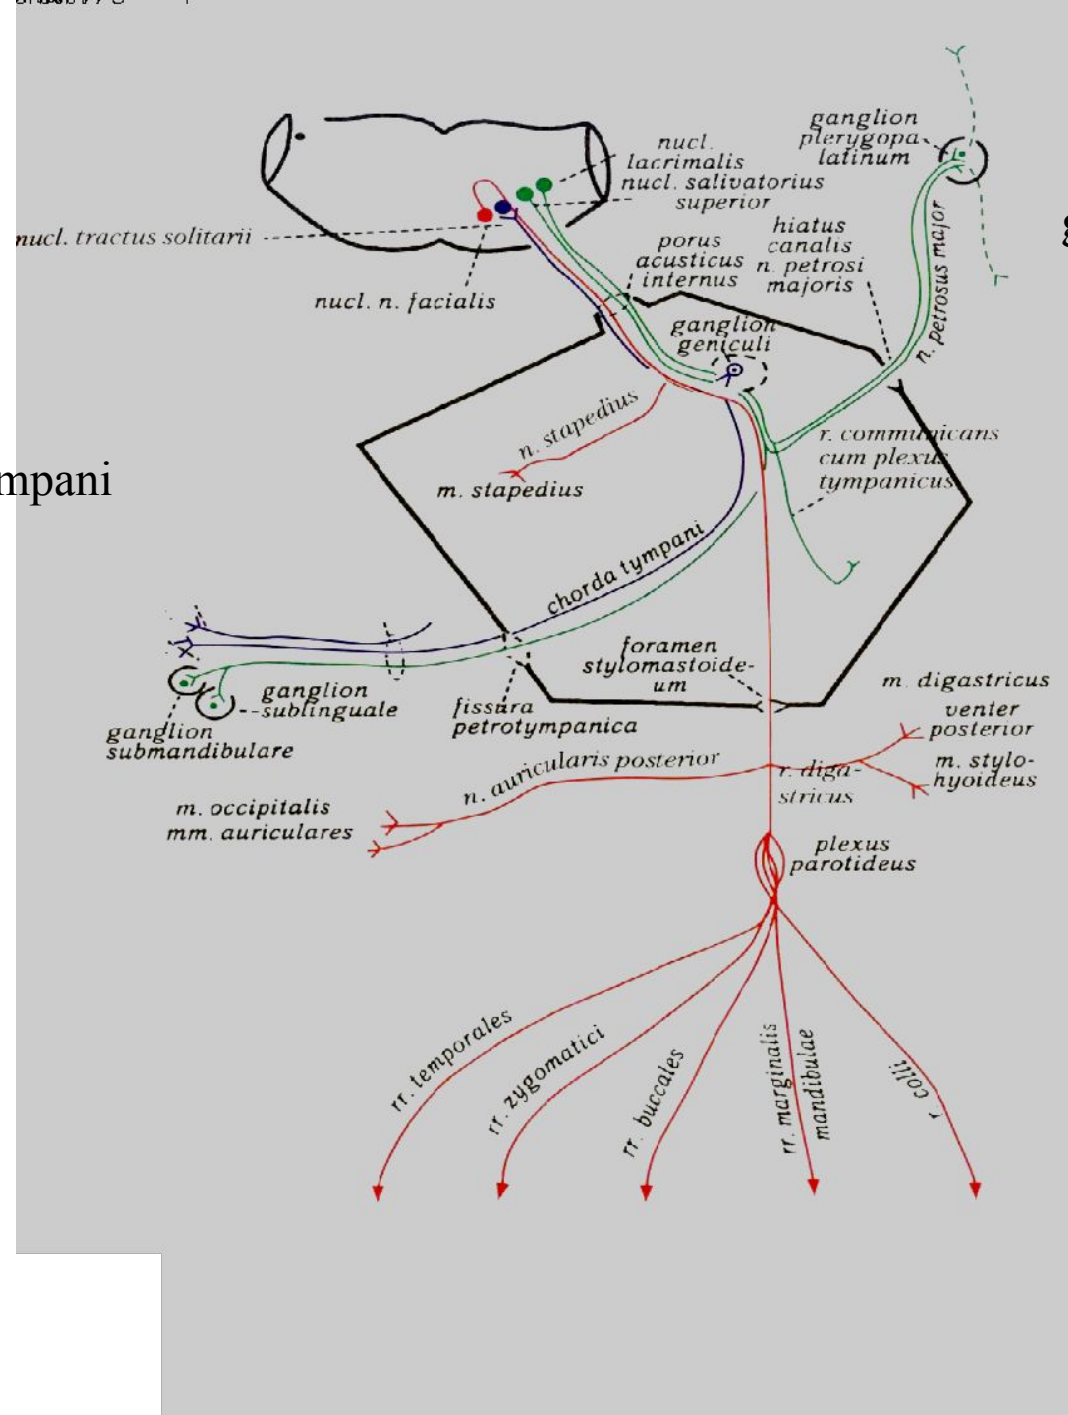 ganglion
plerygopa-
latinum
nucl.
lacrimalis
nucl. salivatorius
superior
nucl. tractus solitarii
nucl. n. facialis
porus
acusticus
internus
hiatus
canalis
n. petrosi
majoris
n. petrosus major
ganglion
geniculi
n. stapedius
m. stapedius
r. communicans
cum plexus
tympanicus
mpani
chorda tympani
foramen
stylomastoide-
um
ganglion
sublinguale
ganglion
submandibulare
fissura
petrotympanica
m. digastricus
venter
posterior
m. stylo-
hyoideus
n. auricularis posterior
r. diga-
stricus
m. occipitalis
mm. auriculares
plexus
parotideus
rr. temporales
rr. zygomatici
rr. buccales
rr. marginalis
mandibulae
r. colli